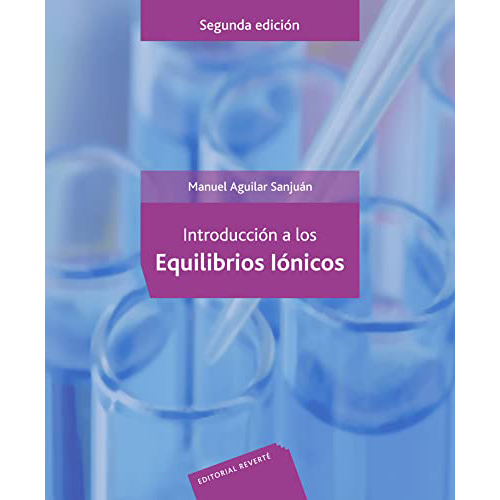 Segunda edición
Manuel Aguilar Sanjuán
Introducción a los
Equilibrios Iónicos
EDITORIAL REVERTÉ